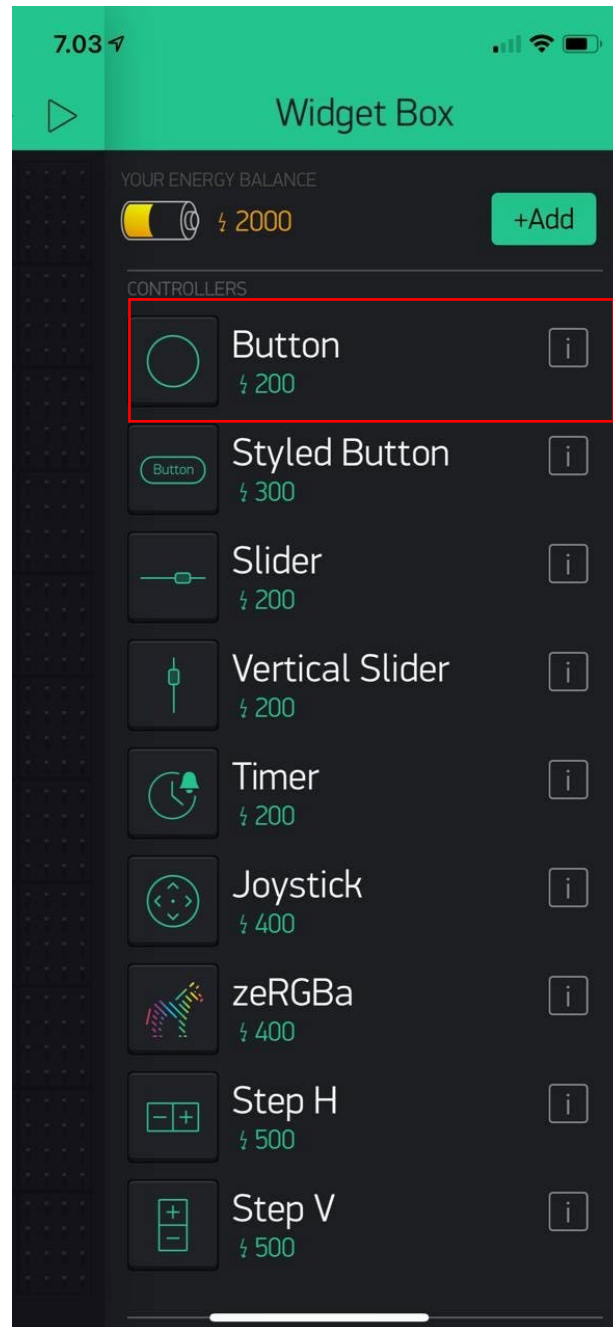 7.03
Widget Box
YOUR ENERGY BALANCE
2000
+Add
CONTROLLERS
Button
200
i
Button
Styled Button
300
i
Slider
200
i
Vertical Slider
200
i
Timer
200
i
Joystick
400
i
zeRGBa
400
i
Step H
500
i
Step V
500
i